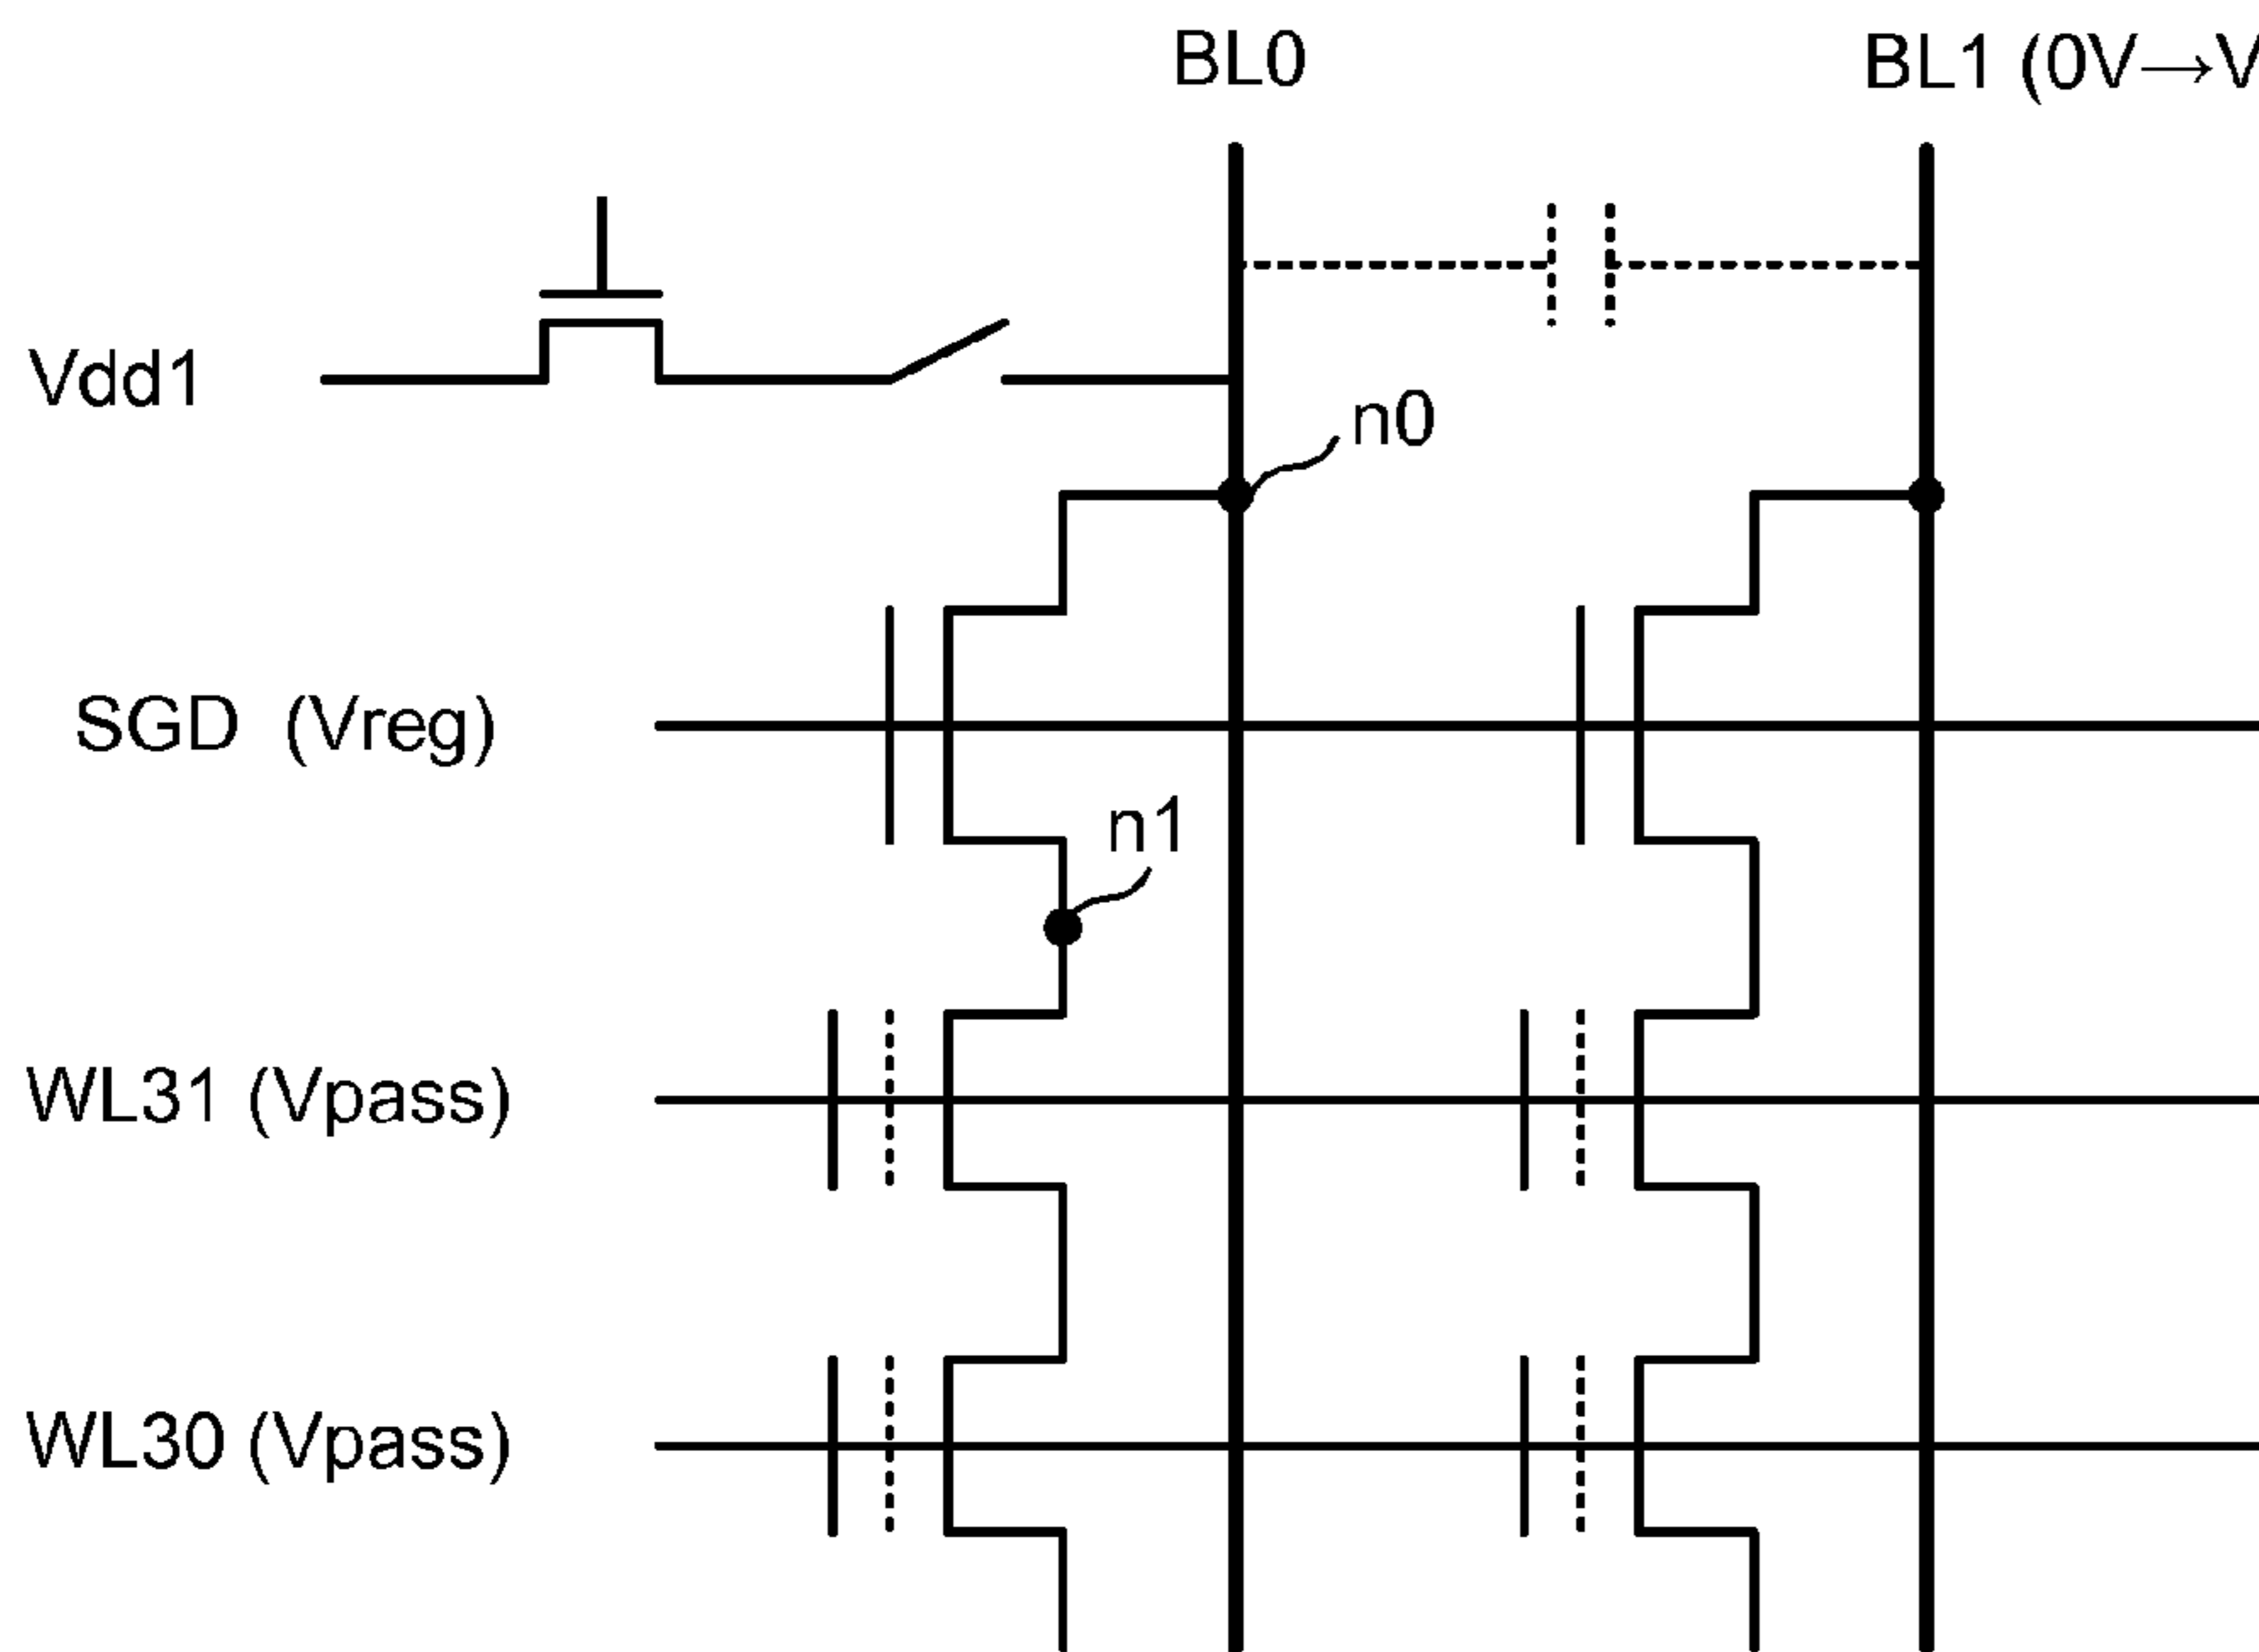 BL0
BL1 (0V→V
Vdd1
n0
SGD (Vreg)
n1
WL31 (Vpass)
WL30 (Vpass)